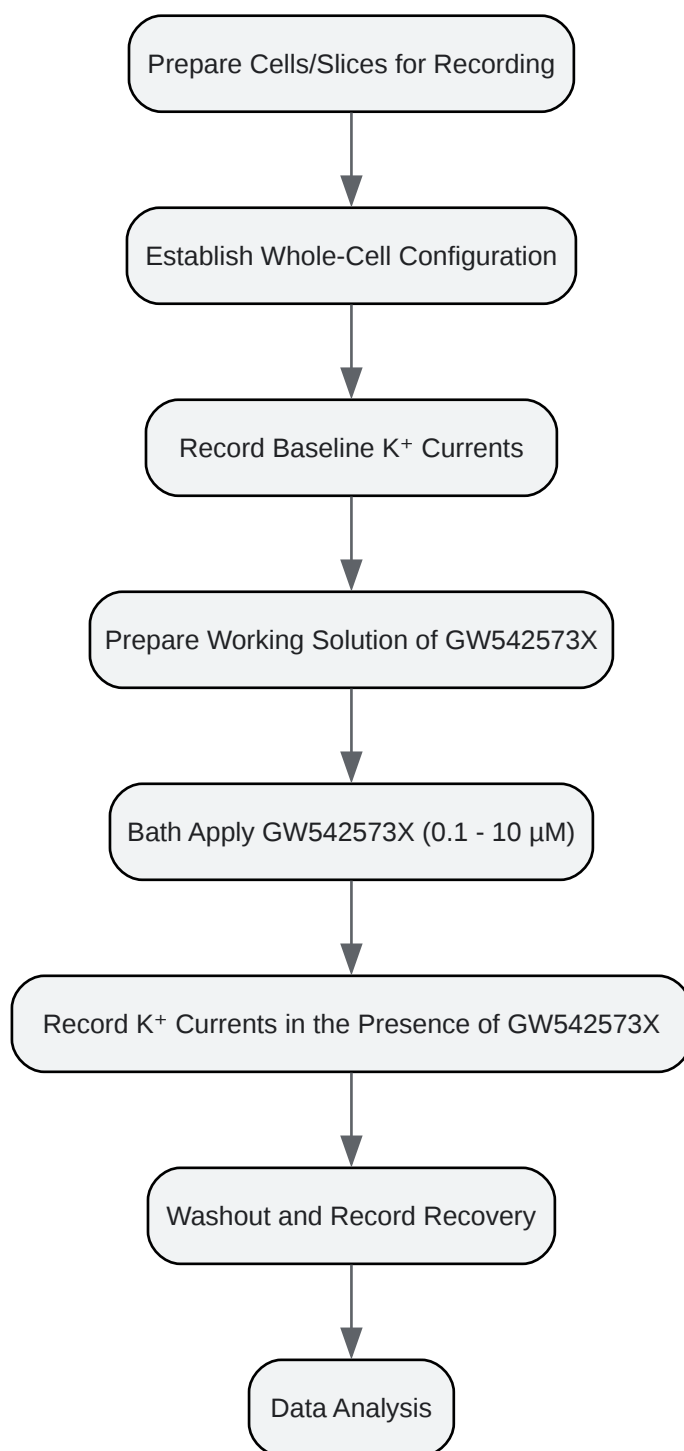 Prepare Cells/Slices for Recording
Establish Whole-Cell Configuration
Record Baseline K⁺ Currents
Prepare Working Solution of GW542573X
Bath Apply GW542573X (0.1 - 10 µM)
Record K⁺ Currents in the Presence of GW542573X
Washout and Record Recovery
Data Analysis